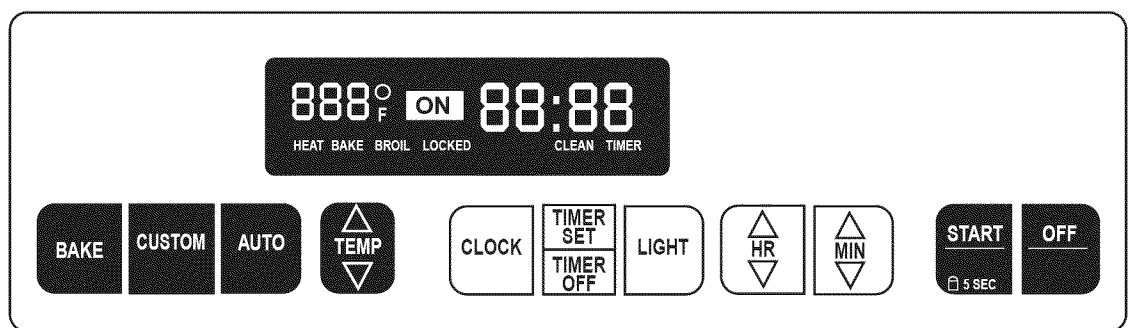 888°F ON 88:88
HEAT BAKE BROIL LOCKED CLEAN TIMER
BAKE
CUSTOM
AUTO
TEMP
CLOCK
TIMER
SET
TIMER
OFF
LIGHT
HR
MIN
START
5 SEC
OFF